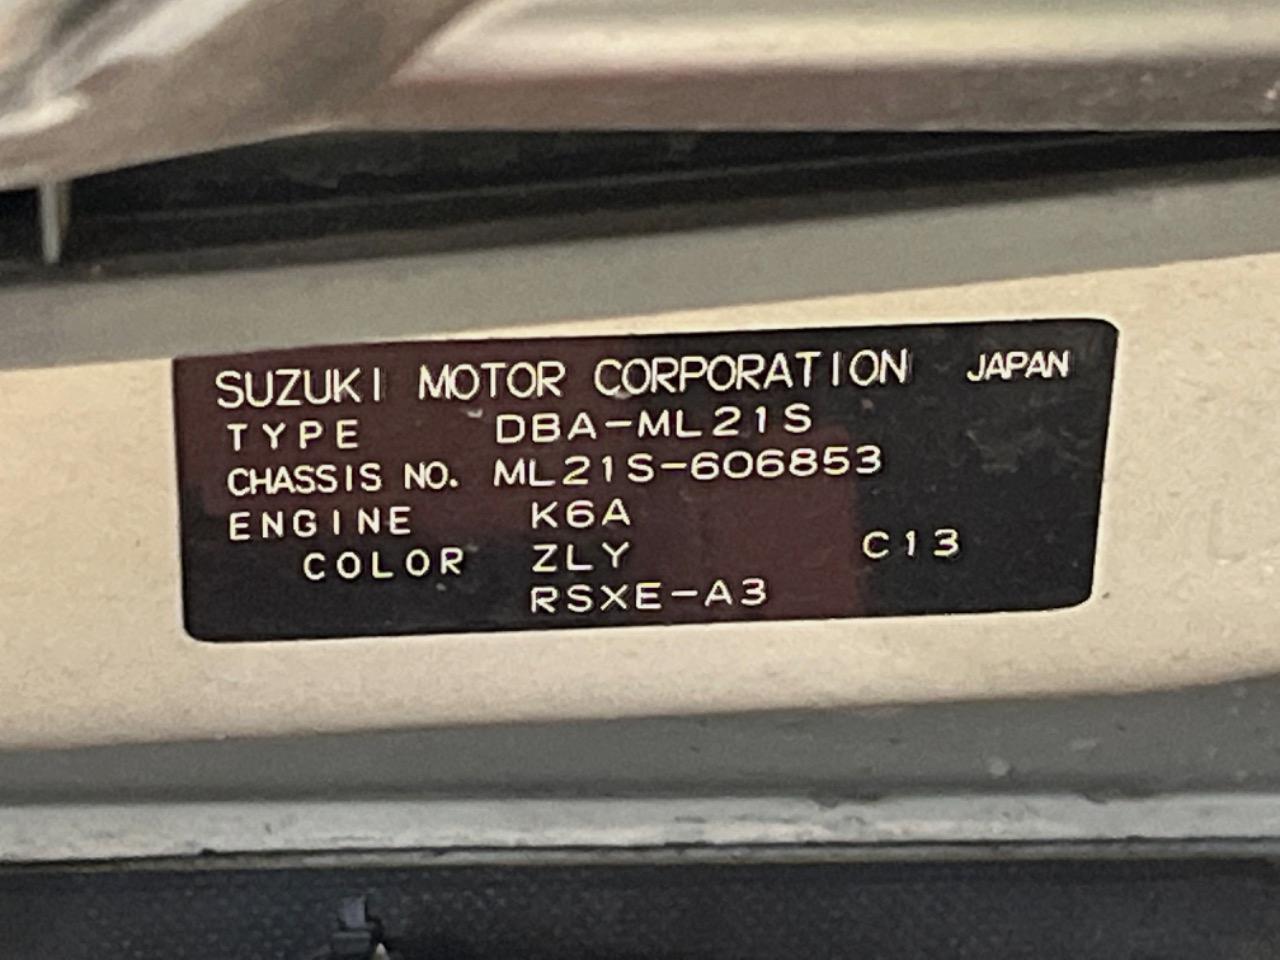 SUZUKI MOTOR CORPORATION JAPAN
TYPE DBA-ML21S
CHASSIS NO. ML21S-606853
ENGINE K6A
COLOR ZLY C13
RSXE-A3